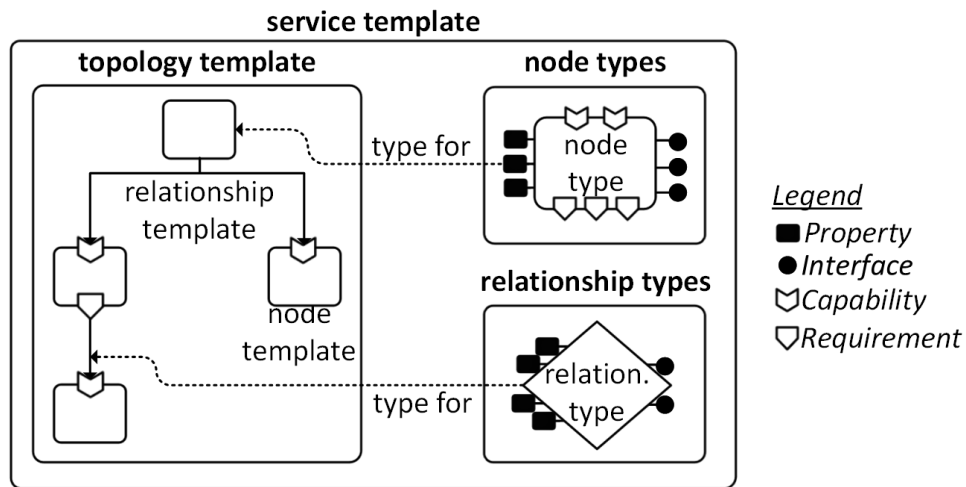 service template
topology template
node types
type for
node
type
relationship
template
node
template
relationship types
relation.
type
type for
Legend
Property
Interface
Capability
Requirement